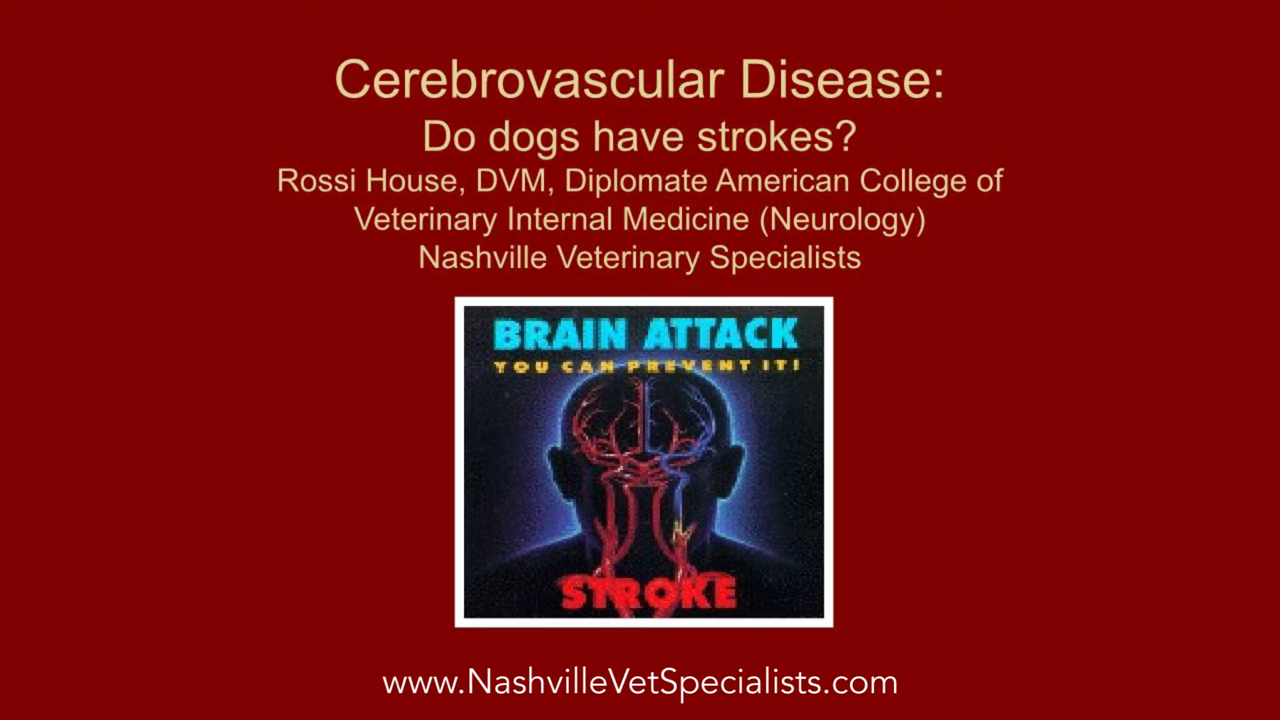 Cerebrovascular Disease:
Do dogs have strokes?
Rossi House, DVM, Diplomate American College of
Veterinary Internal Medicine (Neurology)
Nashville Veterinary Specialists
BRAIN ATTACK
YOU CAN PREVENT IT!
STROKE
www.NashvilleVetSpecialists.com